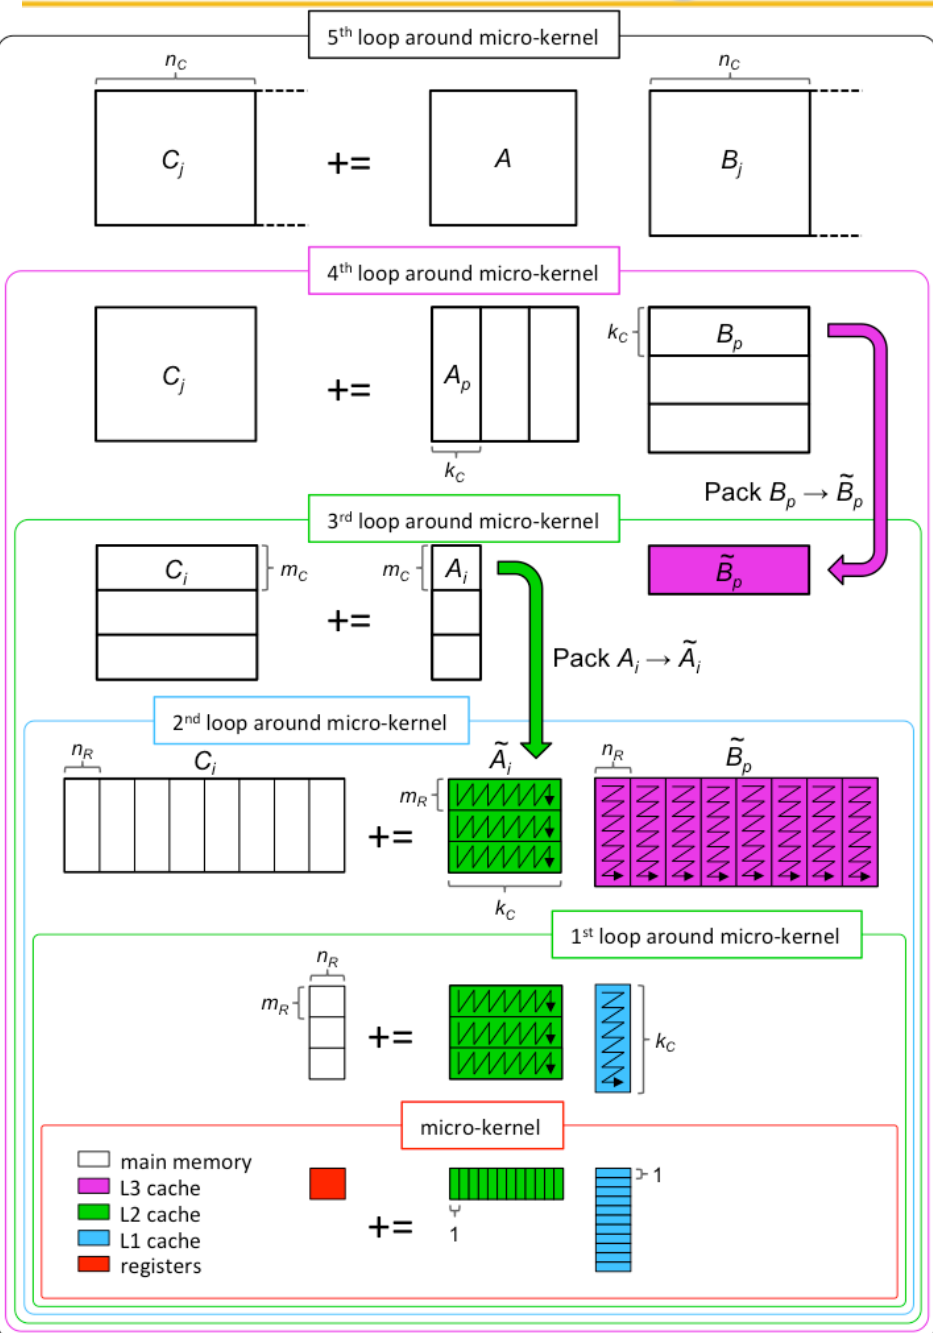 5th loop around micro-kernel
nC nC
Cj += A Bj
4th loop around micro-kernel
Cj += Ap kC Bp
kC
Pack Bp → B̃p
3rd loop around micro-kernel
Ci mC += mC Ai B̃p
Pack Ai → Ãi
2nd loop around micro-kernel
nR Ci Ãi nR B̃p
+= mR
kC
1st loop around micro-kernel
nR
mR += kC
micro-kernel
main memory
L3 cache
L2 cache
L1 cache
registers
+= 1 1